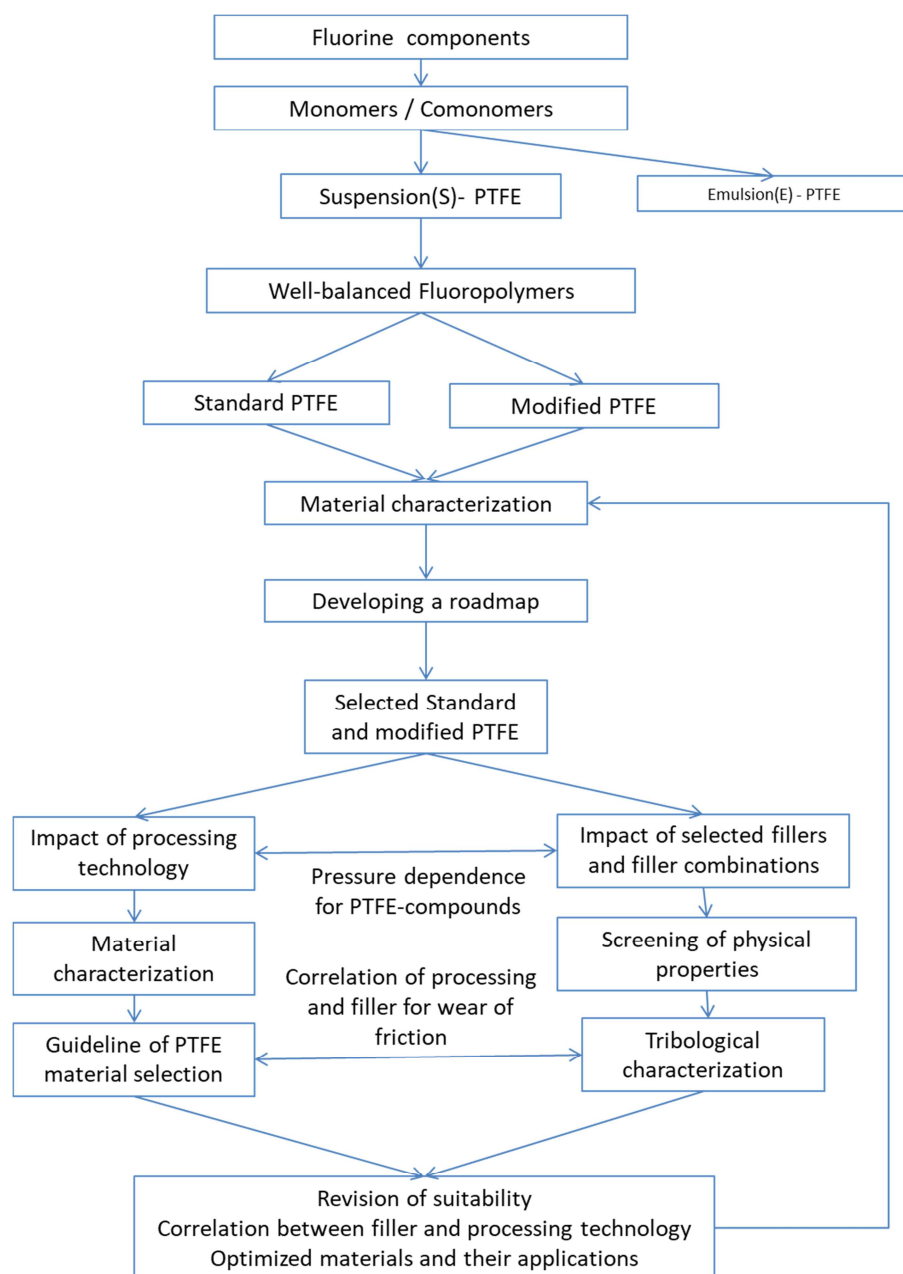 Fluorine components
Monomers / Comonomers
Suspension(S)- PTFE
Emulsion(E) - PTFE
Well-balanced Fluoropolymers
Standard PTFE
Modified PTFE
Material characterization
Developing a roadmap
Selected Standard
and modified PTFE
Impact of processing
technology
Impact of selected fillers
and filler combinations
Pressure dependence
for PTFE-compounds
Material
characterization
Screening of physical
properties
Correlation of processing
and filler for wear of
friction
Guideline of PTFE
material selection
Tribological
characterization
Revision of suitability
Correlation between filler and processing technology
Optimized materials and their applications